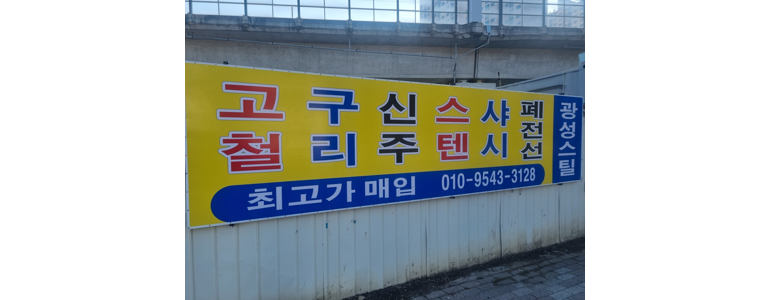 고철 구리 신주 스텐 샤시 폐전선
광성스틸
최고가 매입 010-9543-3128